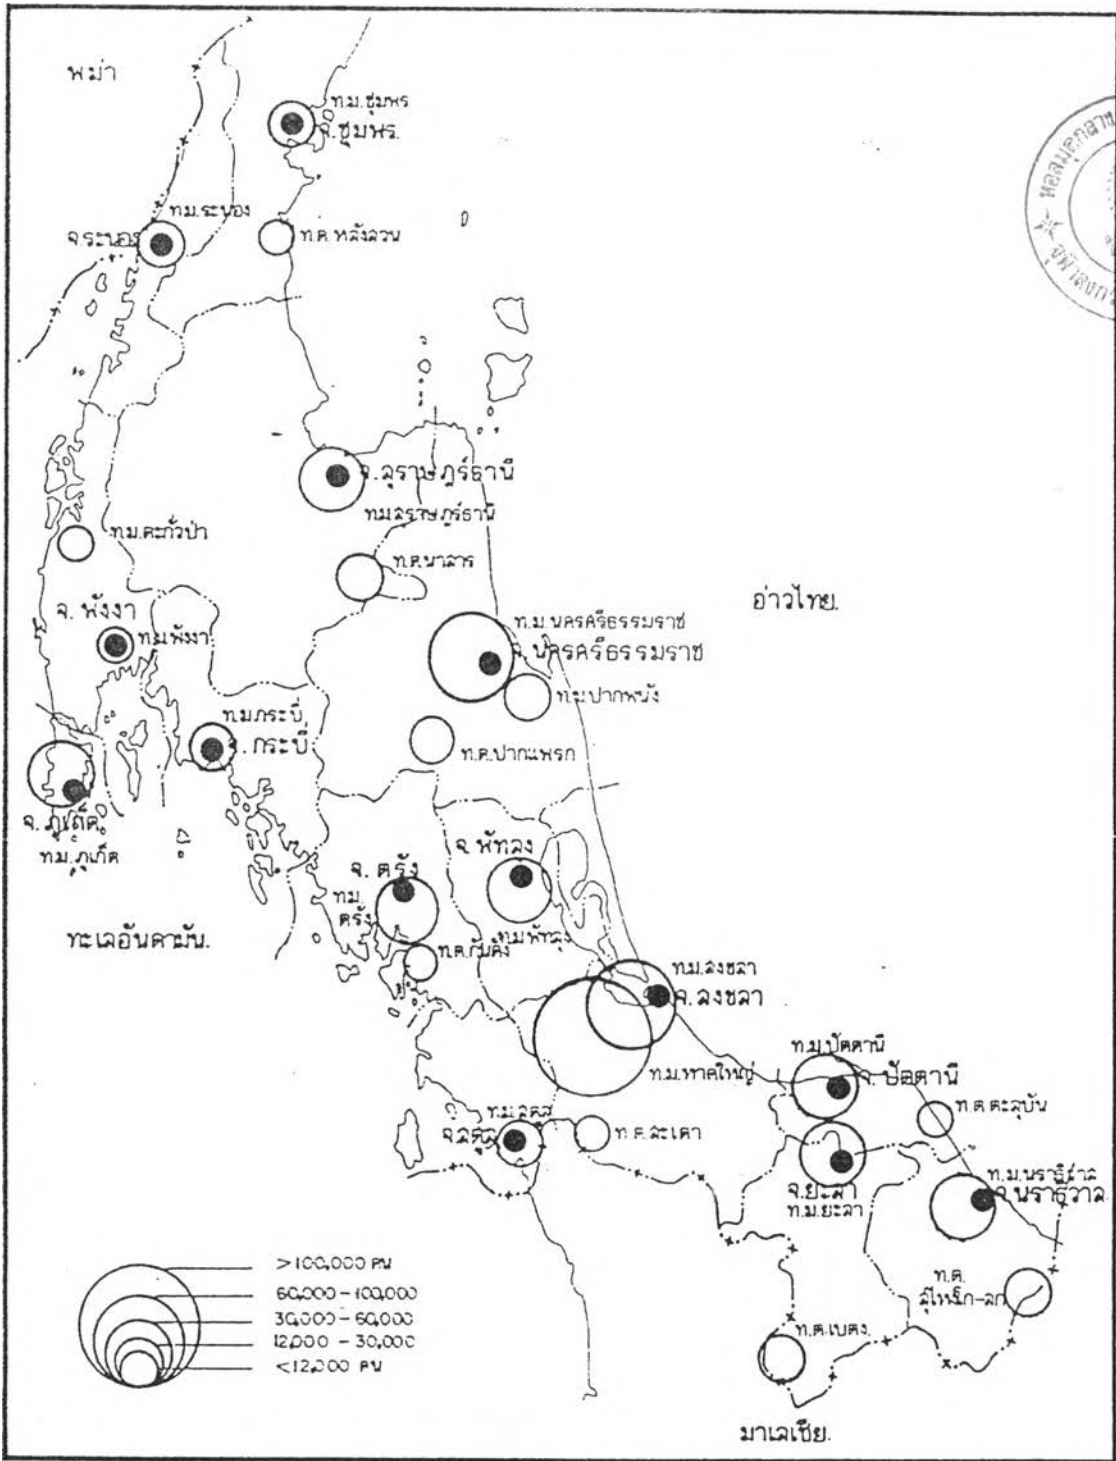 พม่า
ท.ม.ชุมพร
จ.ชุมพร.
ท.ม.ระนอง
จ.ระนอง
ท.ต.หลังสวน
จ.สุราษฎร์ธานี
ท.ม.สุราษฎร์ธานี
ท.ม.ตะกั่วป่า
ท.ต.นาสาร
อ่าวไทย.
จ. พังงา
ท.ม.พังงา
ท.ม.นครศรีธรรมราช
จ.นครศรีธรรมราช
ท.ม.ปากพนัง
ท.ม.กระบี่
จ. กระบี่
ท.ต.ปากแพรก
จ. ภูเก็ต
ท.ม.ภูเก็ต
จ. ตรัง
ท.ม.
ตรัง
จ.พัทลุง
ท.ม.พัทลุง
ทะเลอันดามัน.
ท.ต.กันตัง
ท.ม.สงขลา
จ.สงขลา
ท.ม.หาดใหญ่
ท.ม.ปัตตานี
จ. ปัตตานี
ท.ต.ตะลุบัน
ท.ม.สตูล
จ.สตูล
ท.ต.สะเดา
จ.ยะลา
ท.ม.ยะลา
ท.ม.นราธิวาส
จ.นราธิวาส
ท.ต.
สุไหงโก-ลก
ท.ต.เบตง
มาเลเซีย.
>100,000 คน
60,000-100,000
30,000-60,000
12,000 - 30,000
<12,000 คน